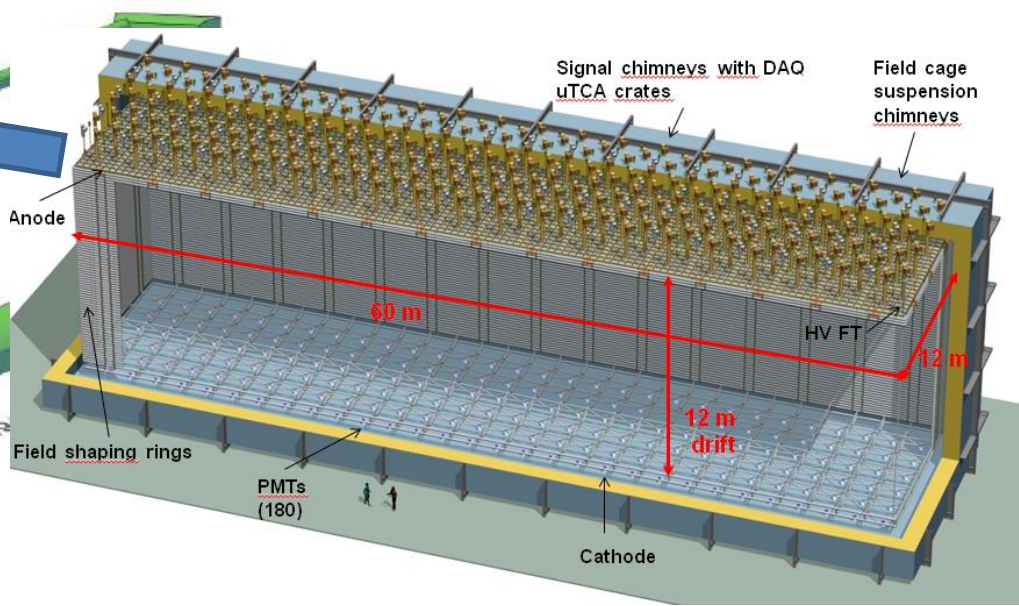 Signal chimneys with DAQ
uTCA crates
Field cage
suspension
chimneys
Anode
60 m
HV FT
12 m
12 m
drift
Field shaping rings
PMTs
(180)
Cathode